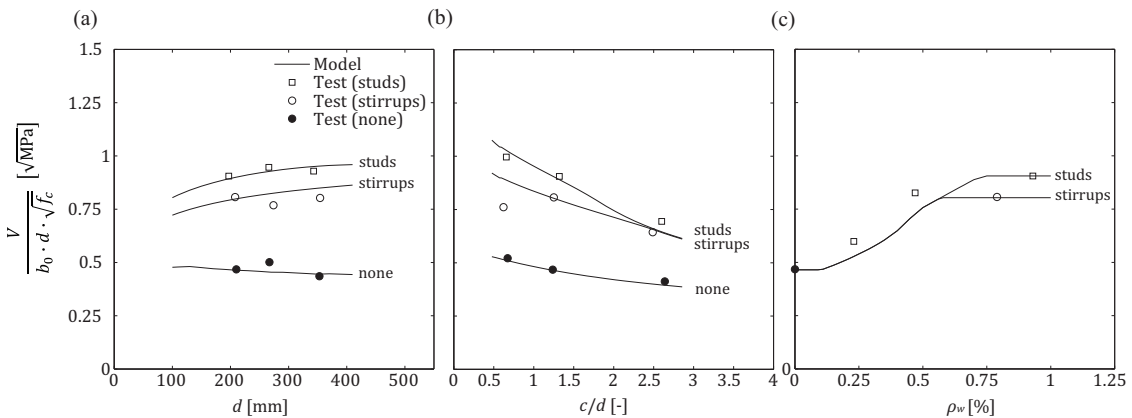 (a)
(b)
(c)
1.5
1.25
1
0.75
0.5
0.25
0
V
b₀ · d · √f_c
[√MPa]
Model
Test (studs)
Test (stirrups)
Test (none)
studs
stirrups
none
0 100 200 300 400 500
d [mm]
studs
stirrups
none
0 0.5 1 1.5 2 2.5 3 3.5 4
c/d [-]
studs
stirrups
0 0.25 0.5 0.75 1 1.25
ρ_w [%]